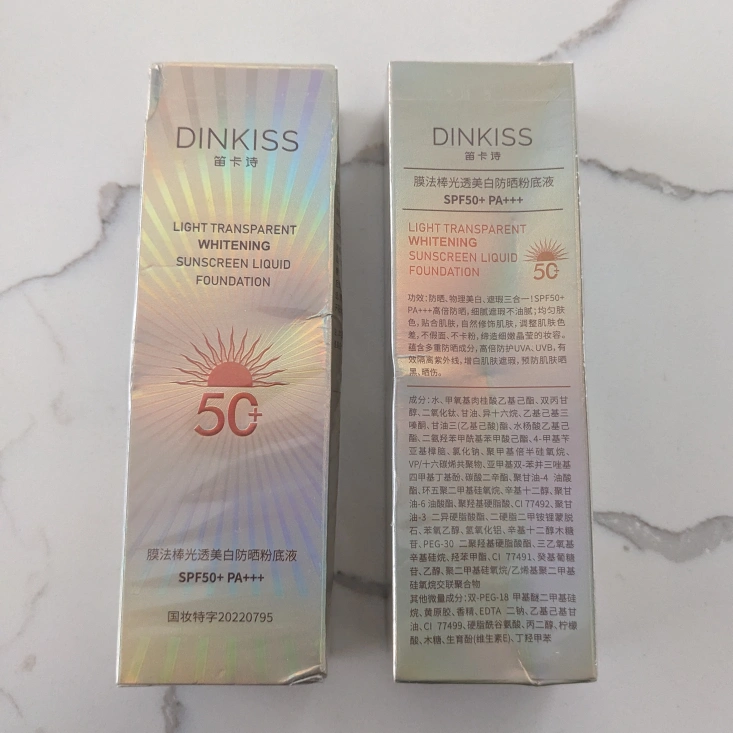 DINKISS
笛卡诗
LIGHT TRANSPARENT
WHITENING
SUNSCREEN LIQUID
FOUNDATION
50+
膜法棒光透美白防晒粉底液
SPF50+ PA+++
国妆特字20220795
DINKISS
笛卡诗
膜法棒光透美白防晒粉底液
SPF50+ PA+++
LIGHT TRANSPARENT
WHITENING
SUNSCREEN LIQUID
FOUNDATION
50+
功效:防晒、物理美白、遮瑕三合一!SPF50+
PA+++高倍防晒,细腻遮瑕不油腻;均匀肤
色,贴合肌肤,自然修饰肌肤,调整肌肤色
差,不假面、不卡粉,缔造细嫩晶莹的妆容。
蕴含多重防晒成分,高倍防护UVA、UVB,有
效隔离紫外线,增白肌肤遮瑕,预防肌肤晒
黑、晒伤。
成分:水、甲氧基肉桂酸乙基己酯、双丙甘
醇、二氧化钛、甘油、异十六烷、乙基己基三
嗪酮、甘油三(乙基己酸)酯、水杨酸乙基己
酯、二氨羟苯甲酰基苯甲酸己酯、4-甲基苄
亚基樟脑、氯化钠、聚甲基倍半硅氧烷、
VP/十六碳烯共聚物、亚甲基双-苯并三唑基
四甲基丁基酚、碳酸二辛酯、聚甘油-4 油酸
酯、环五聚二甲基硅氧烷、辛基十二醇、聚甘
油-6 油酸酯、聚羟基硬脂酸、CI 77492、聚甘
油-3 二异硬脂酸酯、二硬脂二甲铵锂蒙脱
石、苯氧乙醇、氢氧化铝、辛基十二醇木糖
苷、PEG-30 二聚羟基硬脂酸酯、三乙氧基
辛基硅烷、羟苯甲酯、CI 77491、癸基葡糖
苷、乙醇、聚二甲基硅氧烷/乙烯基聚二甲基
硅氧烷交联聚合物
其他微量成分:双-PEG-18 甲基醚二甲基硅
烷、黄原胶、香精、EDTA 二钠、乙基己基甘
油、CI 77499、硬脂酰谷氨酸、丙二醇、柠檬
酸、木糖、生育酚(维生素E)、丁羟甲苯